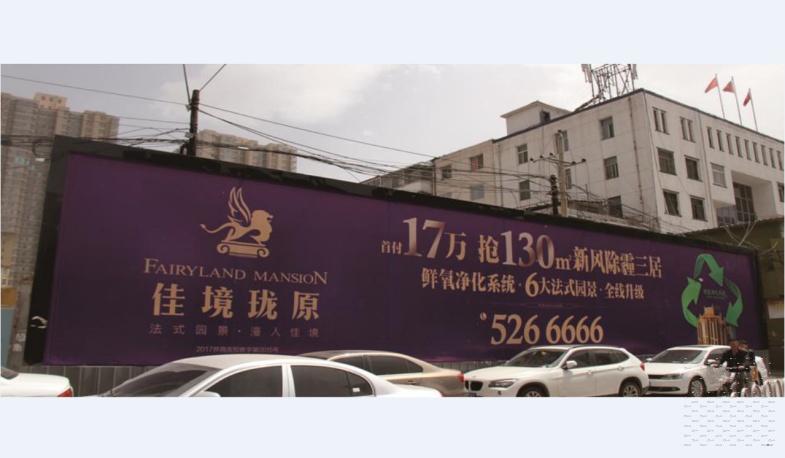 FAIRYLAND MANSION
佳境珑原
法式园景·藩人佳境
首付17万 抢130㎡新风除霾三居
鲜氧净化系统·6大法式园景·全线升级
526 6666